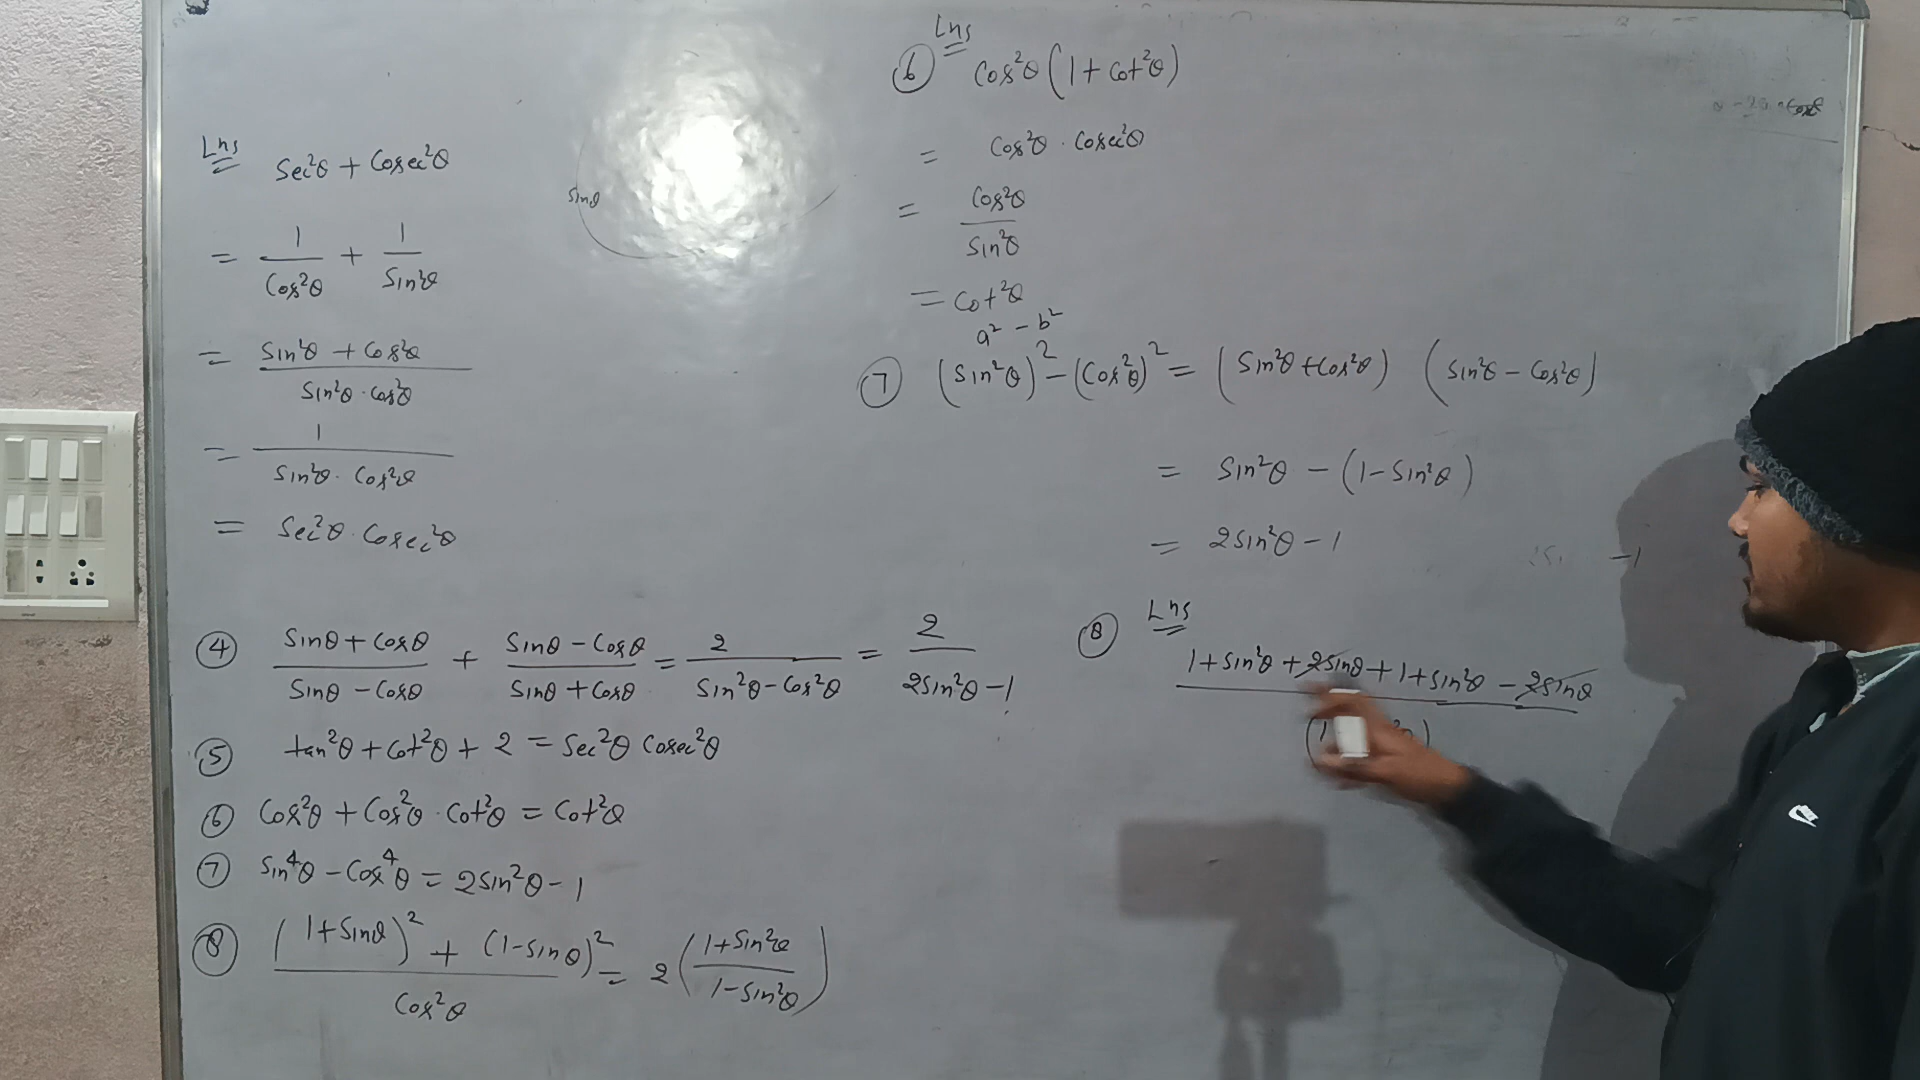 Lns
Sec²θ + Cosec²θ
= 1/Cos²θ + 1/Sin²θ
= Sin²θ + Cos²θ / Sin²θ · Cos²θ
= 1 / Sin²θ · Cos²θ
= Sec²θ · Cosec²θ
④ Sinθ + Cosθ / Sinθ − Cosθ + Sinθ − Cosθ / Sinθ + Cosθ = 2 / Sin²θ − Cos²θ = 2 / 2Sin²θ − 1
⑤ tan²θ + Cot²θ + 2 = Sec²θ Cosec²θ
⑥ Cos²θ + Cos²θ · Cot²θ = Cot²θ
⑦ Sin⁴θ − Cos⁴θ = 2Sin²θ − 1
⑧ (1+Sinθ)² + (1−Sinθ)² / Cos²θ = 2(1+Sin²θ / 1−Sin²θ)
Sinθ
Lns
⑥ Cos²θ (1 + Cot²θ)
= Cos²θ · Cosec²θ
= Cos²θ / Sin²θ
= Cot²θ
a² − b²
⑦ (Sin²θ)² − (Cos²θ)² = (Sin²θ + Cos²θ) (Sin²θ − Cos²θ)
= Sin²θ − (1 − Sin²θ)
= 2Sin²θ − 1
−1
Lns
⑧ 1 + Sin²θ + 2Sinθ + 1 + Sin²θ − 2Sinθ